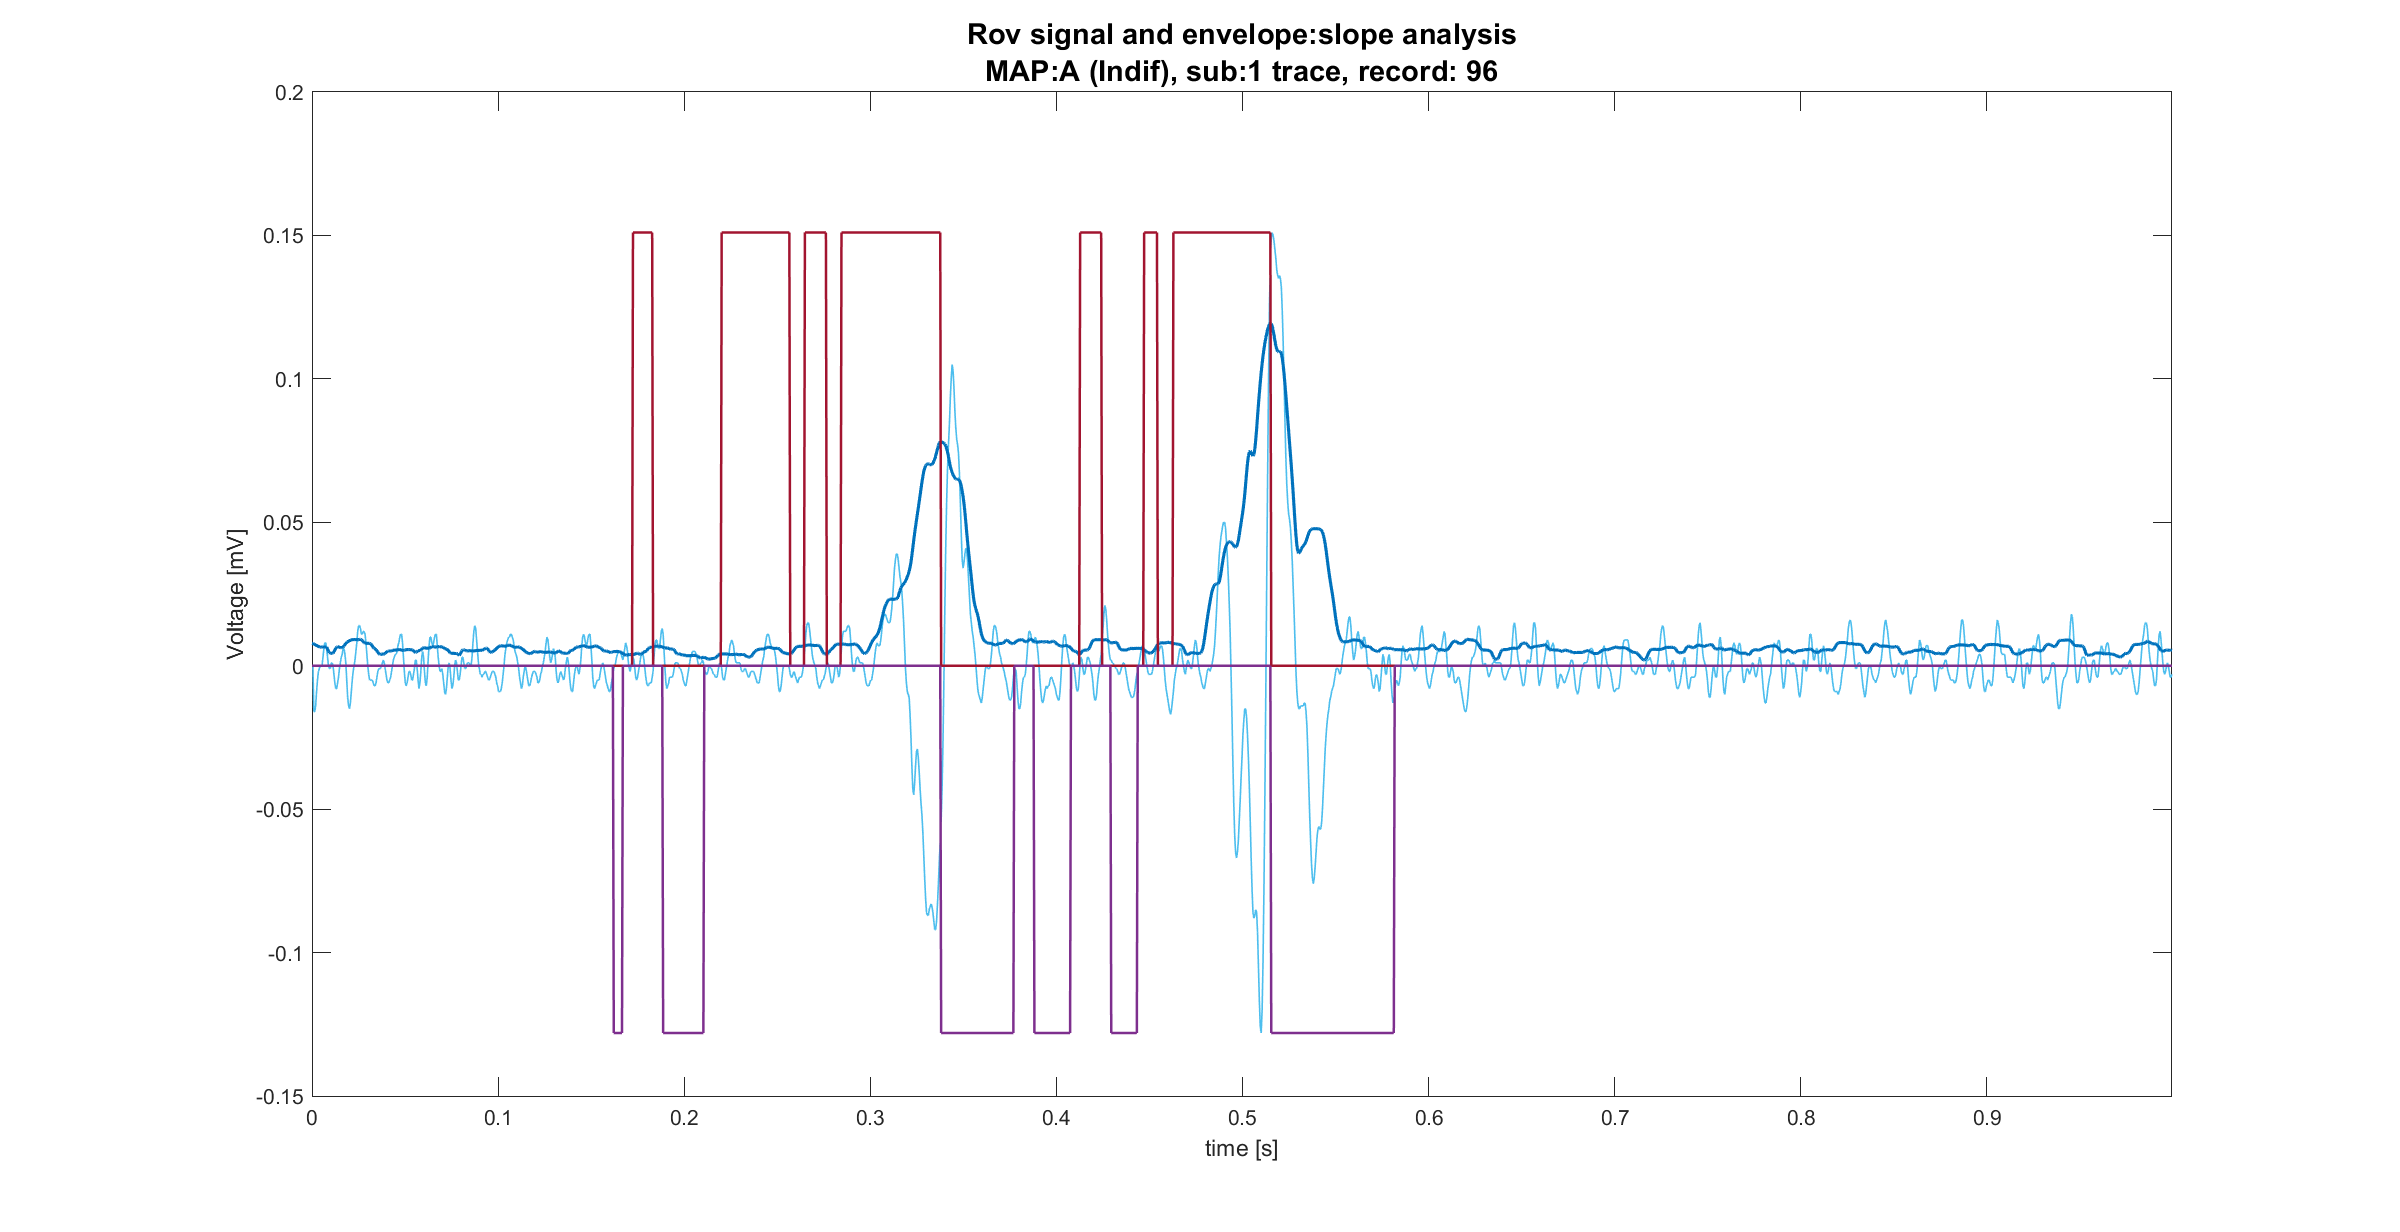 Rov signal and envelope:slope analysis
MAP:A (Indif), sub:1 trace, record: 96
0.2
0.15
0.1
0.05
0
-0.05
-0.1
-0.15
Voltage [mV]
0 0.1 0.2 0.3 0.4 0.5 0.6 0.7 0.8 0.9
time [s]